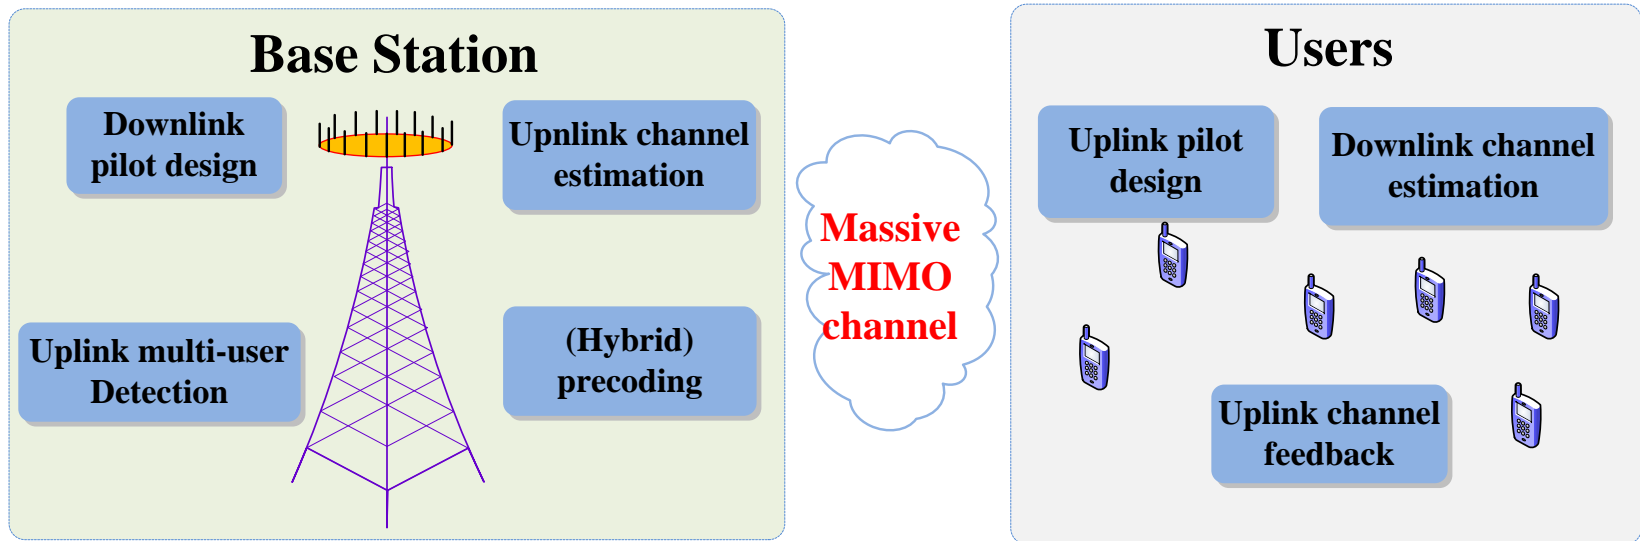 Base Station
Downlink
pilot design
Upnlink channel
estimation
Uplink multi-user
Detection
(Hybrid)
precoding
Massive
MIMO
channel
Users
Uplink pilot
design
Downlink channel
estimation
Uplink channel
feedback